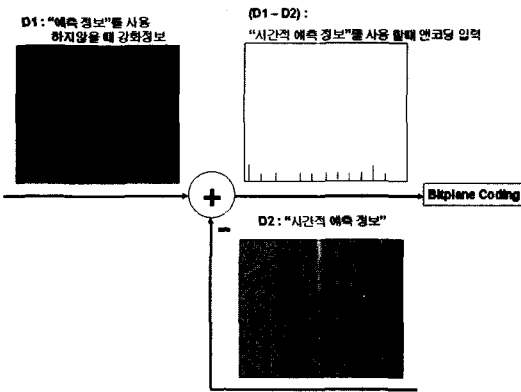 D1 : "예측 정보"를 사용
하지않을 때 강화정보
(D1 – D2) :
"시간적 예측 정보"를 사용 할때 앤코딩 입력
+
Bitplane Coding
–
D2 : "시간적 예측 정보"